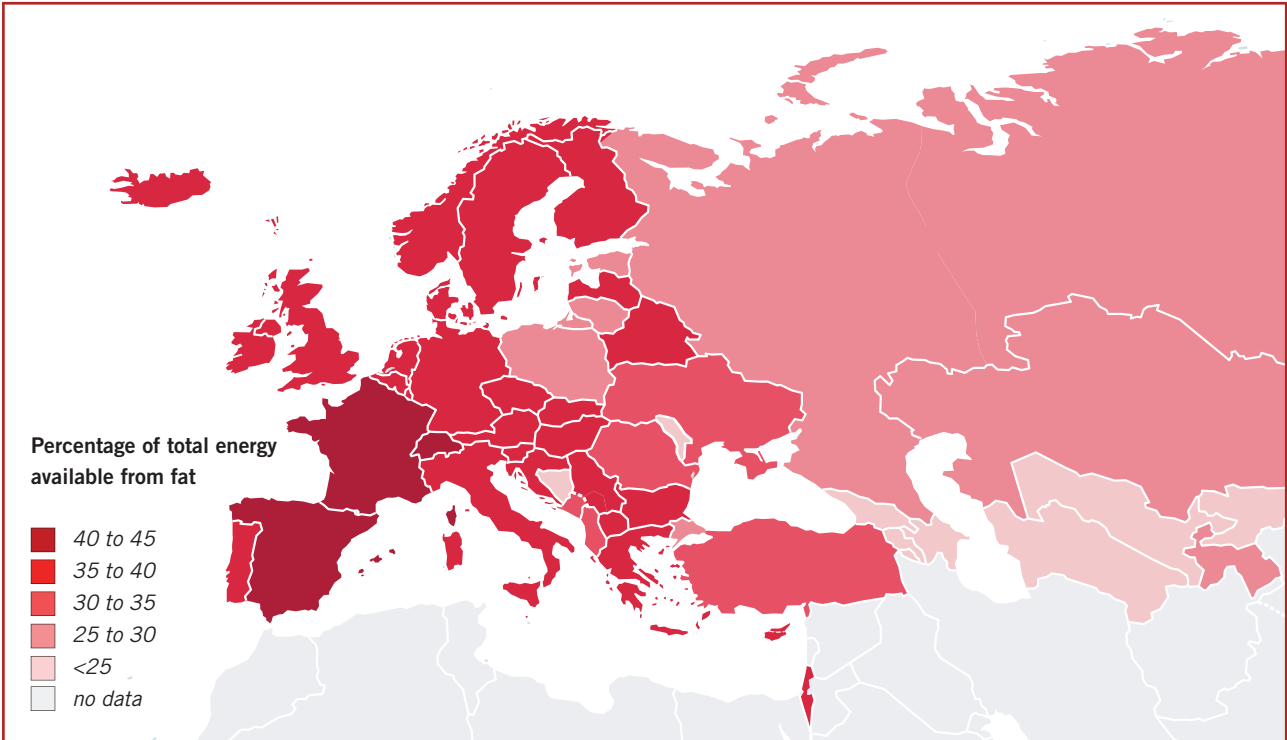 Percentage of total energy
available from fat
40 to 45
35 to 40
30 to 35
25 to 30
<25
no data